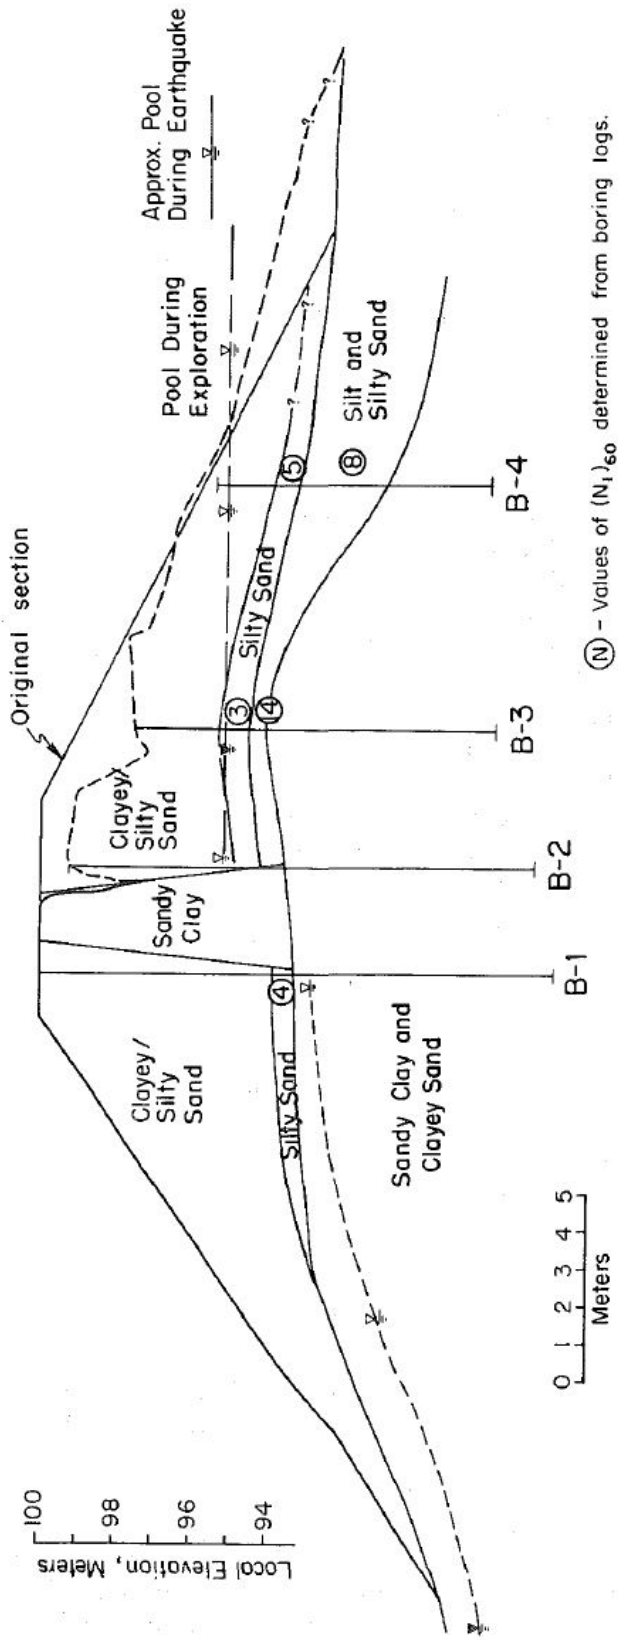 Original section
Approx. Pool
During Earthquake
Pool During
Exploration
100
98
96
94
Local Elevation, Meters
Clayey/
Silty
Sand
Sandy
Clay
Clayey/
Silty
Sand
Silty Sand
4
Silty Sand
3
14
5
8
Silt and
Silty Sand
?
?
?
?
Sandy Clay and
Clayey Sand
B-1
B-2
B-3
B-4
0 1 2 3 4 5
Meters
N - Values of (N₁)₆₀ determined from boring logs.